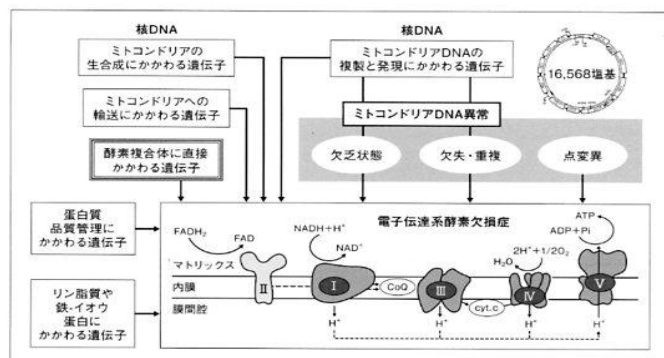 核DNA
核DNA
ミトコンドリアの
生合成にかかわる遺伝子
ミトコンドリアDNAの
複製と発現にかかわる遺伝子
16,568塩基
ミトコンドリアへの
輸送にかかわる遺伝子
ミトコンドリアDNA異常
酵素複合体に直接
かかわる遺伝子
欠乏状態
欠失・重複
点変異
蛋白質
品質管理に
かかわる遺伝子
電子伝達系酵素欠損症
ATP
ADP+Pi
FADH₂
FAD
NADH+H⁺
NAD⁺
2H⁺+1/2O₂
H₂O
マトリックス
内膜
膜間腔
II
I
CoQ
III
cyt.c
IV
V
H⁺
H⁺
H⁺
H⁺
リン脂質や
鉄-イオウ
蛋白に
かかわる遺伝子